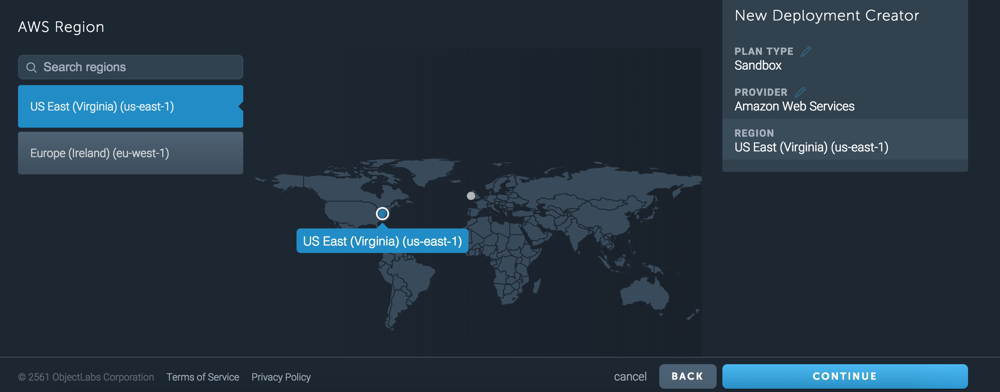 AWS Region
Search regions
US East (Virginia) (us-east-1)
Europe (Ireland) (eu-west-1)
US East (Virginia) (us-east-1)
New Deployment Creator
PLAN TYPE
Sandbox
PROVIDER
Amazon Web Services
REGION
US East (Virginia) (us-east-1)
© 2561 ObjectLabs Corporation Terms of Service Privacy Policy
cancel BACK CONTINUE